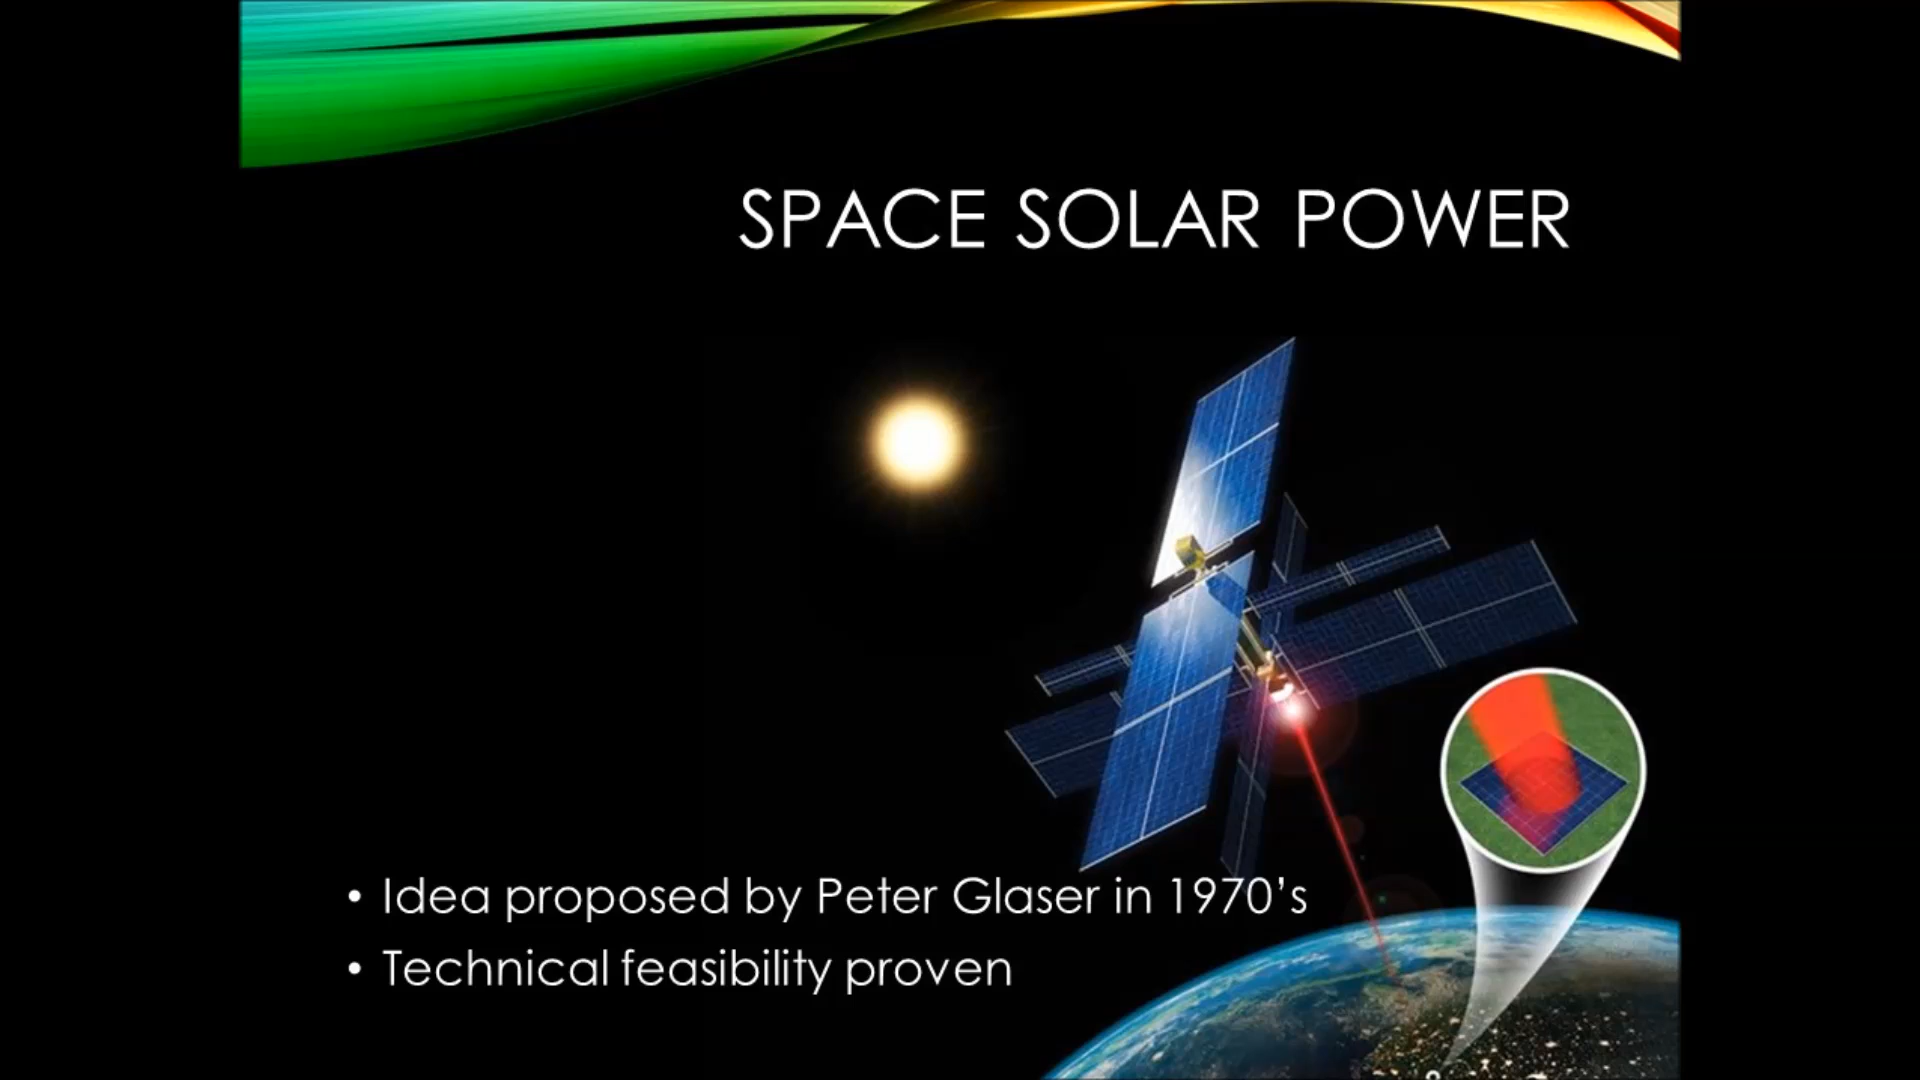 SPACE SOLAR POWER
• Idea proposed by Peter Glaser in 1970’s
• Technical feasibility proven